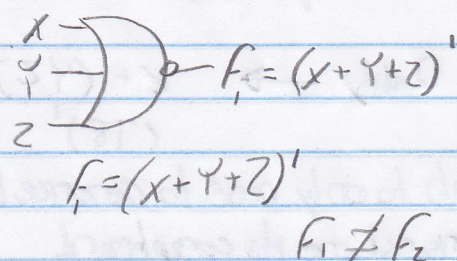 X
Y
Z
F₁ = (X+Y+Z)'
F₁ = (X+Y+Z)'
F₁ ≠ F₂